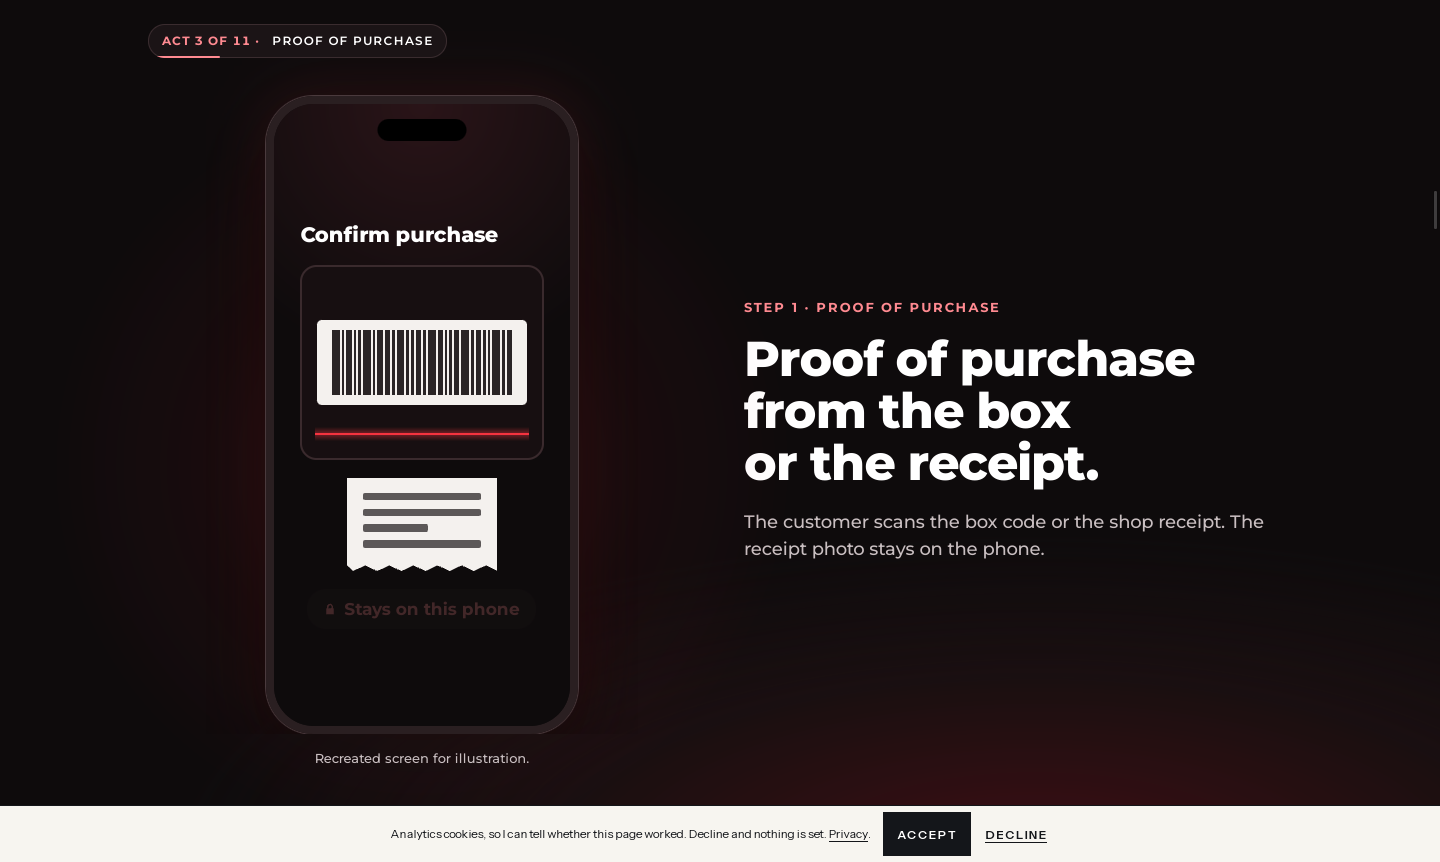 ACT 3 OF 11 · PROOF OF PURCHASE
Confirm purchase
Stays on this phone
Recreated screen for illustration.
STEP 1 · PROOF OF PURCHASE
Proof of purchase
from the box
or the receipt.
The customer scans the box code or the shop receipt. The
receipt photo stays on the phone.
Analytics cookies, so I can tell whether this page worked. Decline and nothing is set. Privacy.
ACCEPT
DECLINE